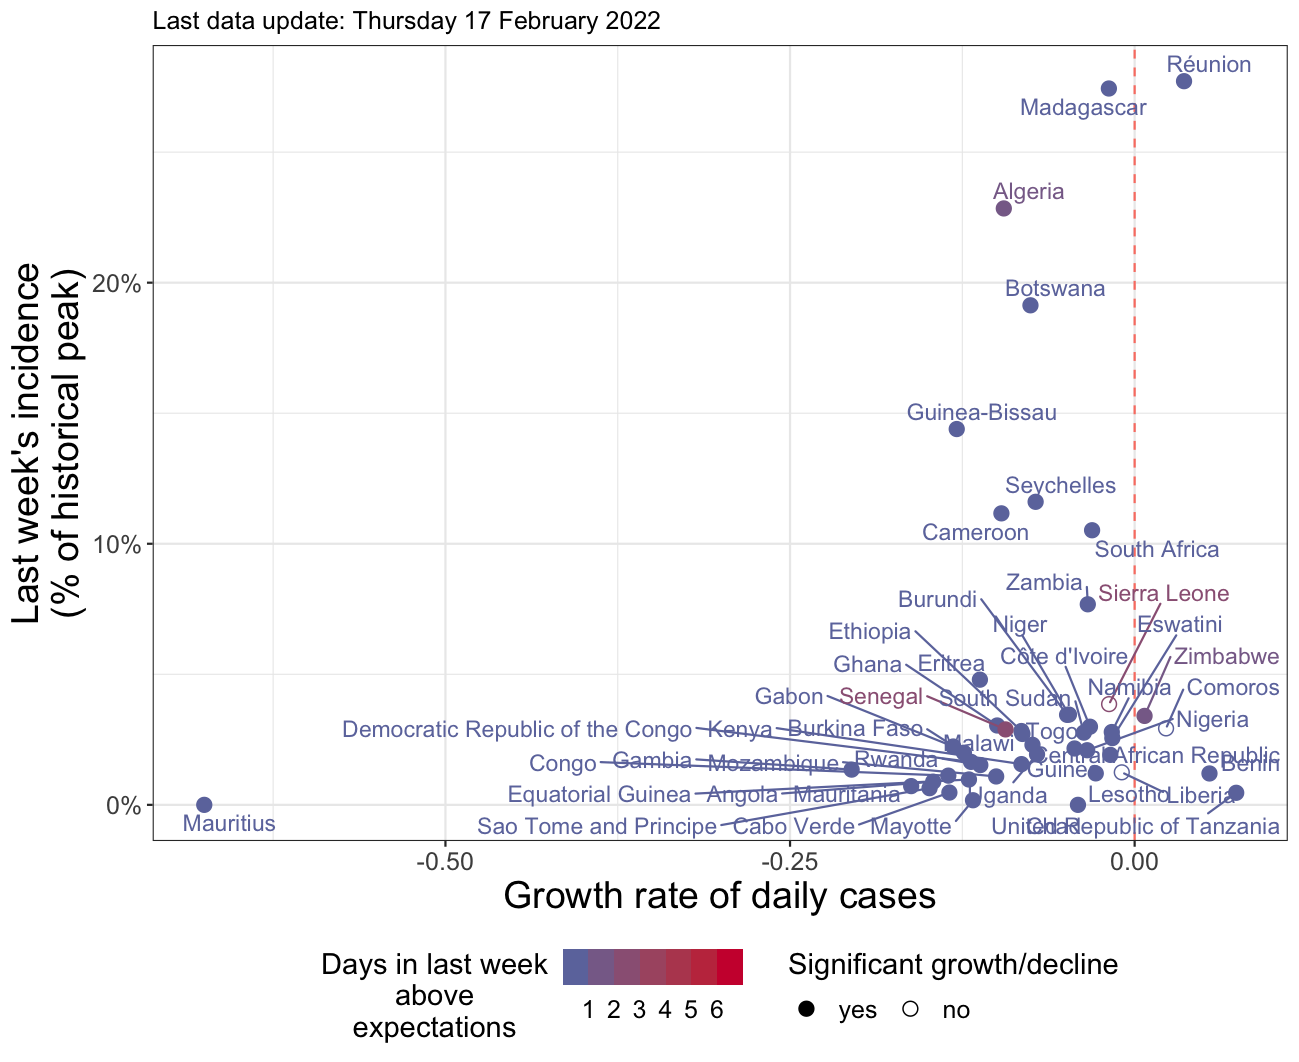 Last data update: Thursday 17 February 2022
Réunion
Madagascar
Algeria
20%
Botswana
Guinea-Bissau
Seychelles
Cameroon
10%
South Africa
Zambia
Sierra Leone
Burundi
Niger
Eswatini
Ethiopia
Côte d'Ivoire
Zimbabwe
Ghana
Eritrea
Gabon
Senegal
South Sudan
Namibia
Comoros
Nigeria
Democratic Republic of the Congo
Kenya
Burkina Faso
Togo
Malawi
Central African Republic
Congo
Gambia
Mozambique
Rwanda
Guinea
Benin
Equatorial Guinea
Angola
Mauritania
Uganda
Lesotho
Liberia
0%
Mauritius
Sao Tome and Principe
Cabo Verde
Mayotte
Chad
United Republic of Tanzania
Last week's incidence
(% of historical peak)
-0.50
-0.25
0.00
Growth rate of daily cases
Days in last week
above
expectations
1 2 3 4 5 6
Significant growth/decline
yes
no